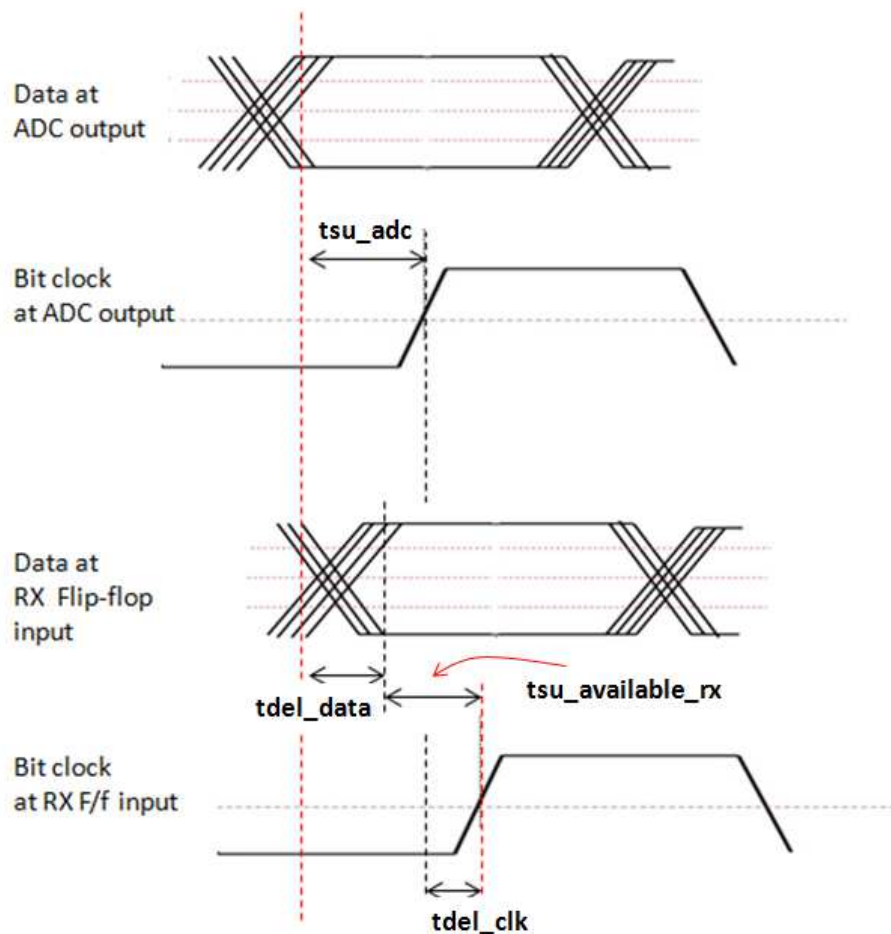 Data at
ADC output
tsu_adc
Bit clock
at ADC output
Data at
RX Flip-flop
input
tdel_data
tsu_available_rx
Bit clock
at RX F/f input
tdel_clk